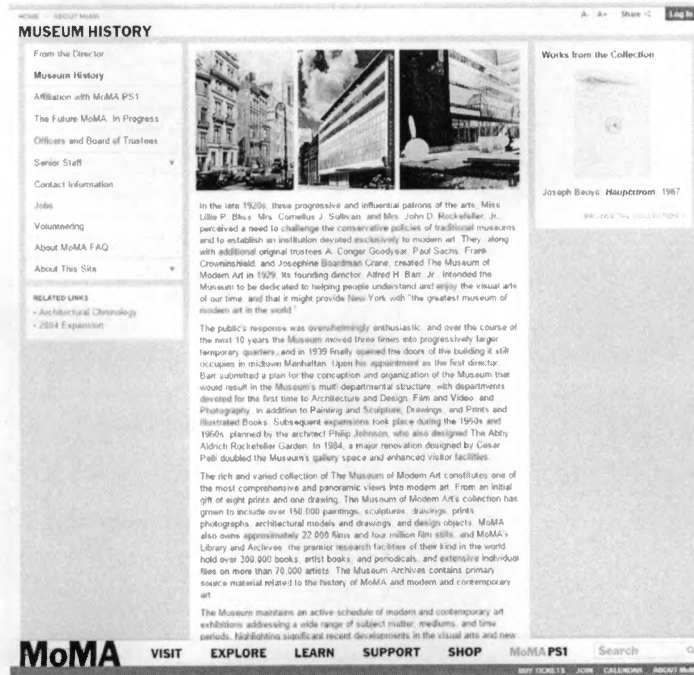 HOME > ABOUT MoMA
A- A+ Share Log In
MUSEUM HISTORY
From the Director
Museum History
Affiliation with MoMA PS1
The Future MoMA: In Progress
Officers and Board of Trustees
Senior Staff
Contact Information
Jobs
Volunteering
About MoMA FAQ
About This Site
RELATED LINKS
Architectural Chronology
2004 Expansion
In the late 1920s, three progressive and influential patrons of the arts, Miss
Lillie P. Bliss, Mrs. Cornelius J. Sullivan, and Mrs. John D. Rockefeller, Jr.,
perceived a need to challenge the conservative policies of traditional museums
and to establish an institution devoted exclusively to modern art. They, along
with additional original trustees A. Conger Goodyear, Paul Sachs, Frank
Crowninshield, and Josephine Boardman Crane, created The Museum of
Modern Art in 1929. Its founding director, Alfred H. Barr, Jr., intended the
Museum to be dedicated to helping people understand and enjoy the visual arts
of our time, and that it might provide New York with "the greatest museum of
modern art in the world."
The public's response was overwhelmingly enthusiastic, and over the course of
the next 10 years the Museum moved three times into progressively larger
temporary quarters, and in 1939 finally opened the doors of the building it still
occupies in midtown Manhattan. Upon his appointment as the first director,
Barr submitted a plan for the conception and organization of the Museum that
would result in the Museum's multi-departmental structure, with departments
devoted for the first time to Architecture and Design, Film and Video, and
Photography, in addition to Painting and Sculpture, Drawings, and Prints and
Illustrated Books. Subsequent expansions took place during the 1950s and
1960s, planned by the architect Philip Johnson, who also designed The Abby
Aldrich Rockefeller Garden. In 1984, a major renovation designed by Cesar
Pelli doubled the Museum's gallery space and enhanced visitor facilities.
The rich and varied collection of The Museum of Modern Art constitutes one of
the most comprehensive and panoramic views into modern art. From an initial
gift of eight prints and one drawing, The Museum of Modern Art's collection has
grown to include over 150,000 paintings, sculptures, drawings, prints,
photographs, architectural models and drawings, and design objects. MoMA
also owns approximately 22,000 films and four million film stills, and MoMA's
Library and Archives, the premier research facilities of their kind in the world,
hold over 300,000 books, artist books, and periodicals, and extensive individual
files on more than 70,000 artists. The Museum Archives contains primary
source material related to the history of MoMA and modern and contemporary
art.
The Museum maintains an active schedule of modern and contemporary art
exhibitions addressing a wide range of subject matter, mediums, and time
periods, highlighting significant recent developments in the visual arts and new
Works from the Collection
Joseph Beuys. Hauptstrom. 1967
BROWSE THE COLLECTION
MoMA VISIT EXPLORE LEARN SUPPORT SHOP MoMAPS1 Search
BUY TICKETS JOIN CALENDAR ABOUT MoMA